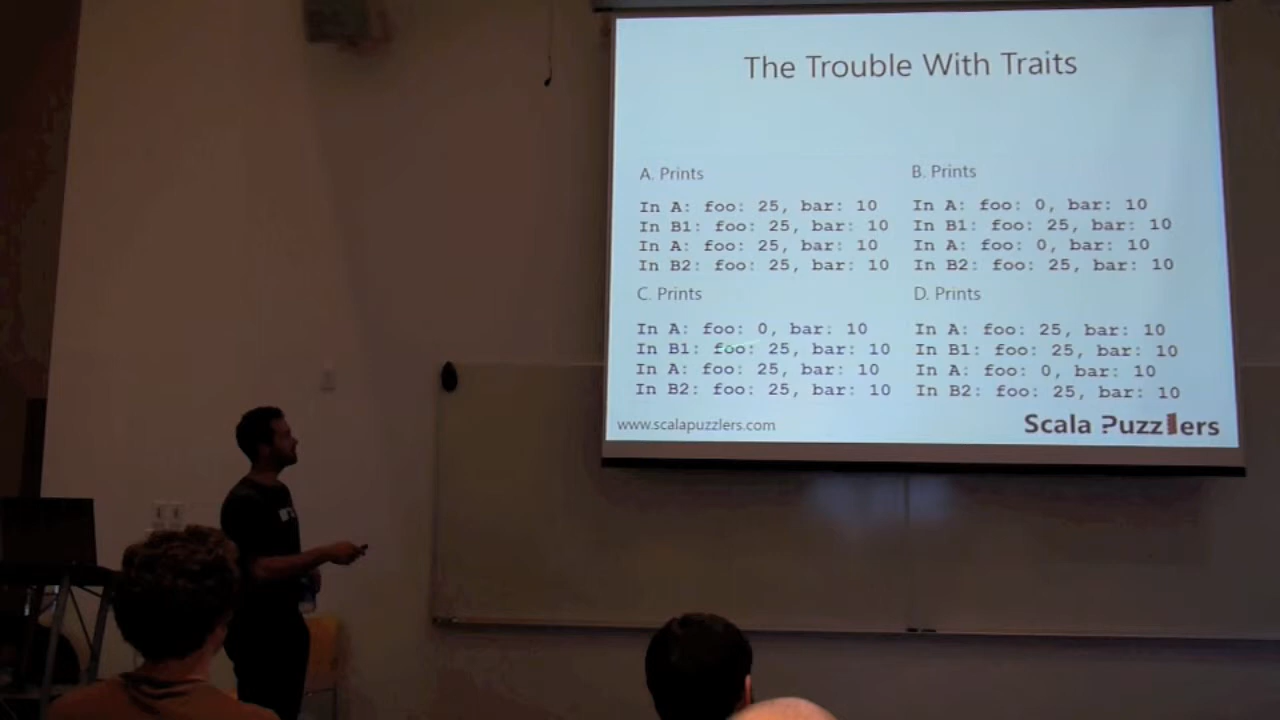 The Trouble With Traits
A. Prints
In A: foo: 25, bar: 10
In B1: foo: 25, bar: 10
In A: foo: 25, bar: 10
In B2: foo: 25, bar: 10
B. Prints
In A: foo: 0, bar: 10
In B1: foo: 25, bar: 10
In A: foo: 0, bar: 10
In B2: foo: 25, bar: 10
C. Prints
In A: foo: 0, bar: 10
In B1: foo: 25, bar: 10
In A: foo: 25, bar: 10
In B2: foo: 25, bar: 10
D. Prints
In A: foo: 25, bar: 10
In B1: foo: 25, bar: 10
In A: foo: 0, bar: 10
In B2: foo: 25, bar: 10
www.scalapuzzlers.com
Scala Puzzlers